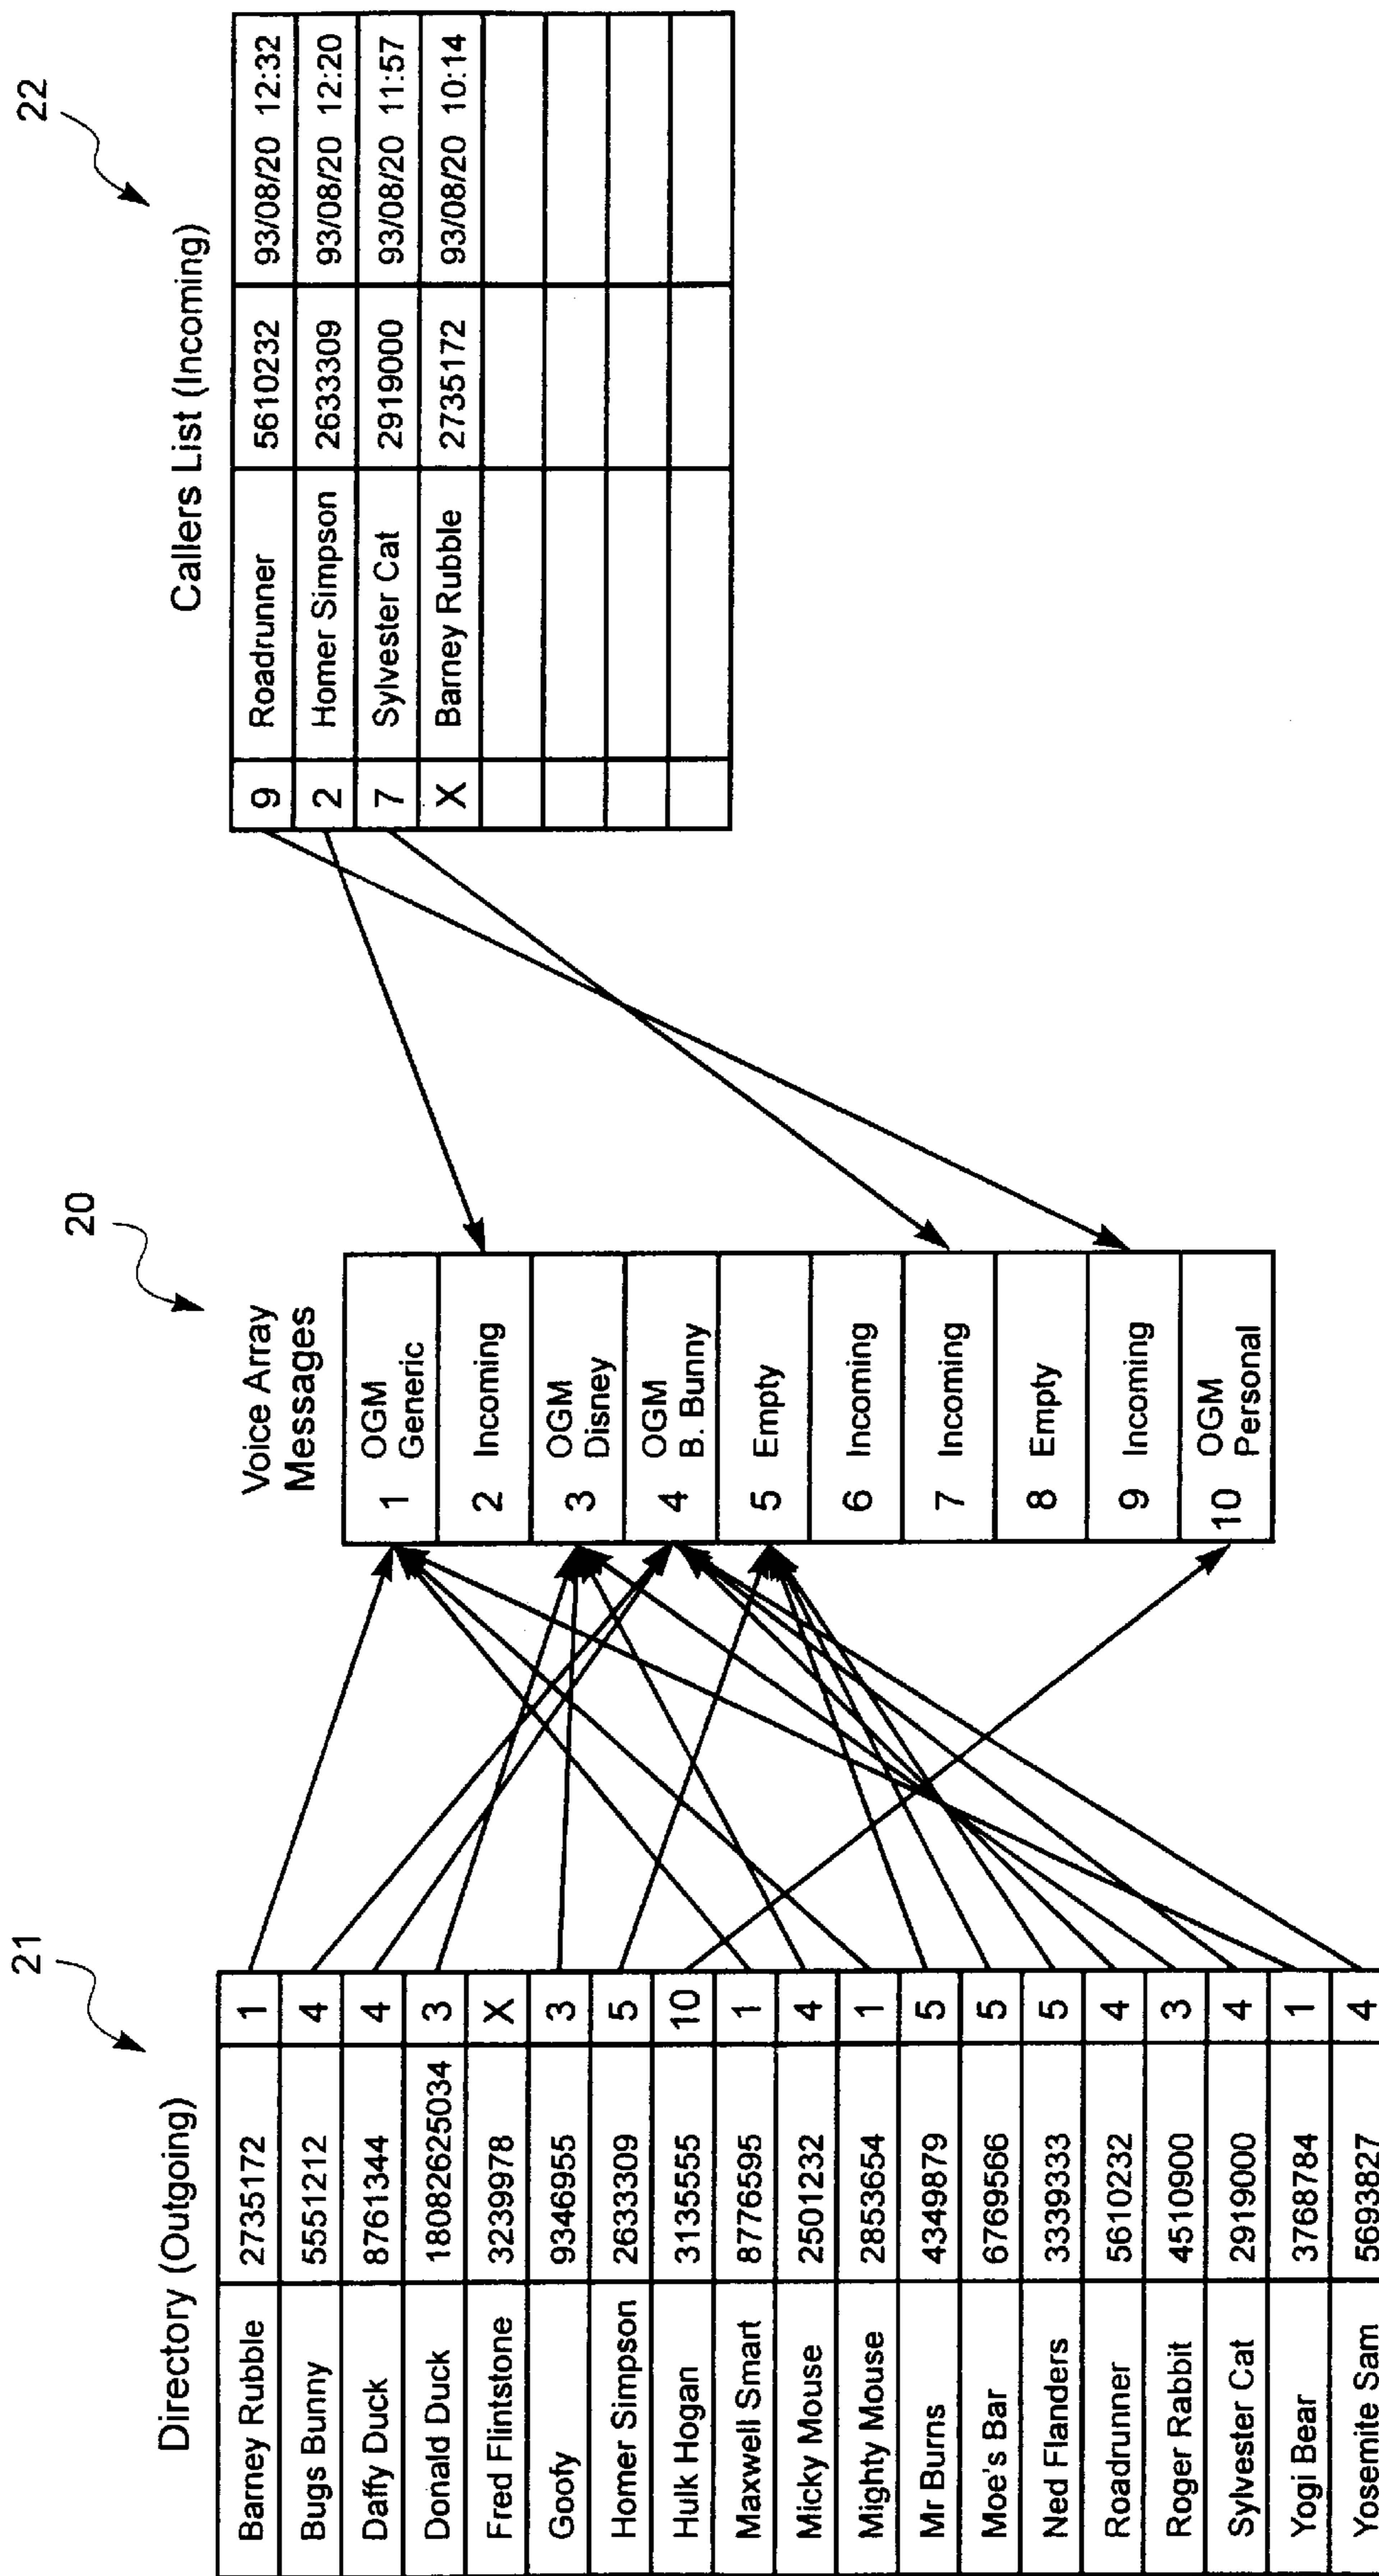 21
Directory (Outgoing)
Barney Rubble 2735172 1
Bugs Bunny 5551212 4
Daffy Duck 8761344 4
Donald Duck 18082625034 3
Fred Flintstone 3239978 X
Goofy 9346955 3
Homer Simpson 2633309 5
Hulk Hogan 3135555 10
Maxwell Smart 8776595 1
Micky Mouse 2501232 4
Mighty Mouse 2853654 1
Mr Burns 4349879 5
Moe's Bar 6769566 5
Ned Flanders 3339333 5
Roadrunner 5610232 4
Roger Rabbit 4510900 3
Sylvester Cat 2919000 4
Yogi Bear 3768784 1
Yosemite Sam 5693827 4
20
Voice Array
Messages
1 OGM
Generic
2 Incoming
3 OGM
Disney
4 OGM
B. Bunny
5 Empty
6 Incoming
7 Incoming
8 Empty
9 Incoming
10 OGM
Personal
22
Callers List (Incoming)
9 Roadrunner 5610232 93/08/20 12:32
2 Homer Simpson 2633309 93/08/20 12:20
7 Sylvester Cat 2919000 93/08/20 11:57
X Barney Rubble 2735172 93/08/20 10:14